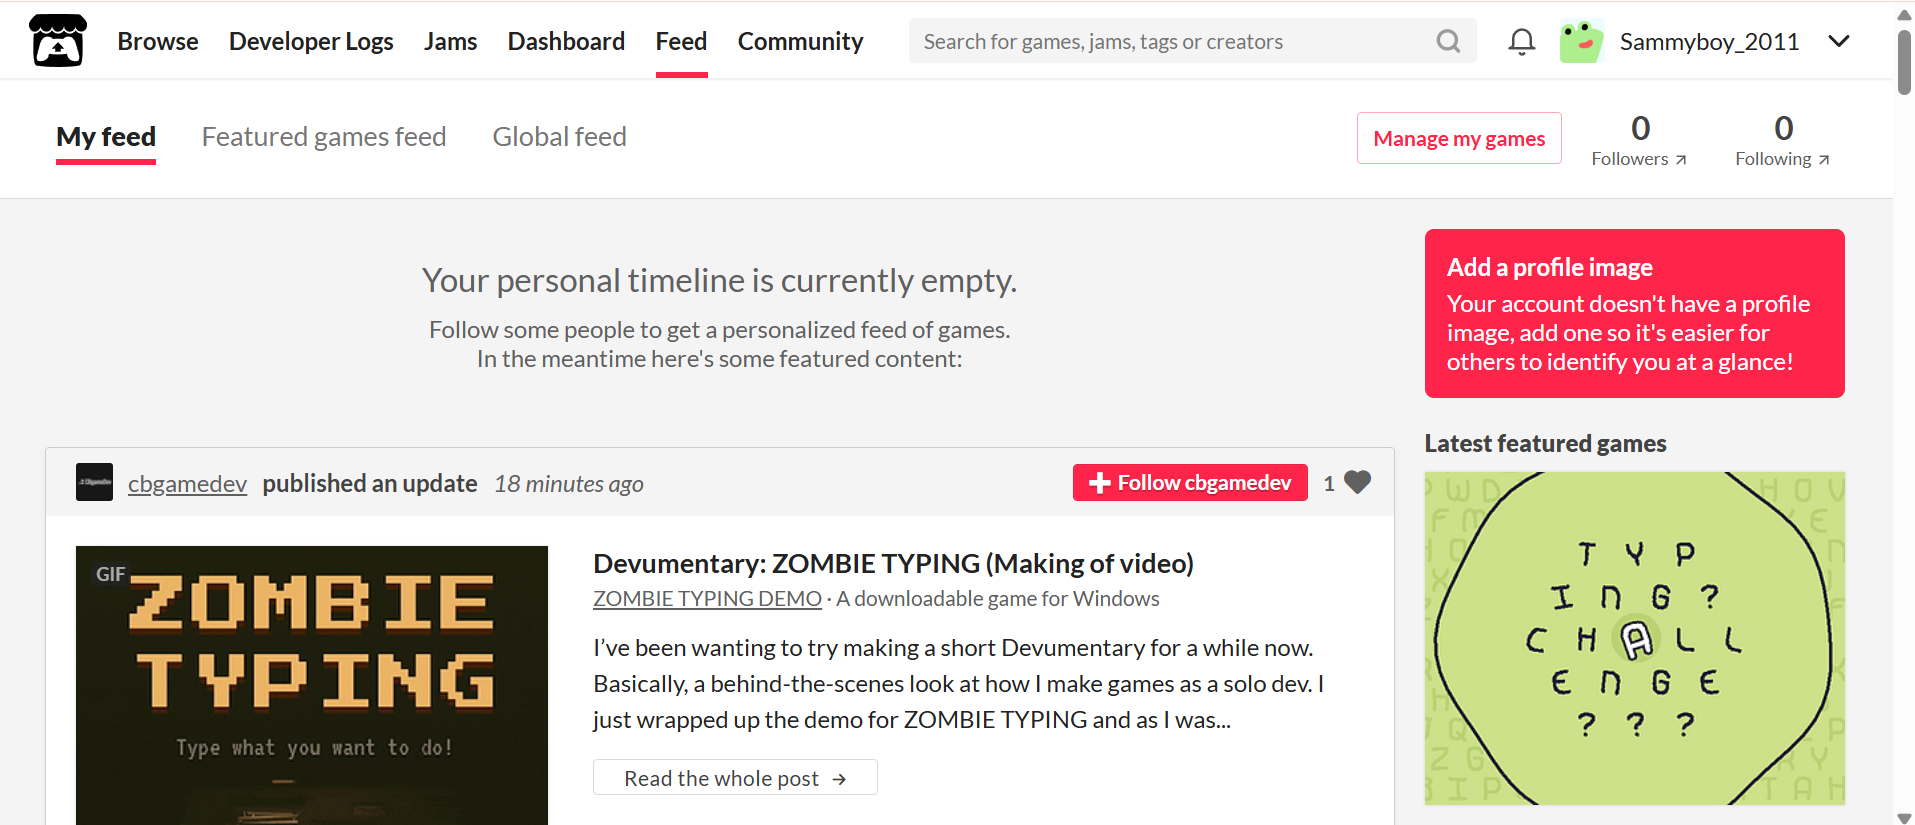 Browse Developer Logs Jams Dashboard Feed Community Search for games, jams, tags or creators Sammyboy_2011
My feed Featured games feed Global feed Manage my games 0 Followers ↗ 0 Following ↗
Your personal timeline is currently empty.
Follow some people to get a personalized feed of games.
In the meantime here's some featured content:
Add a profile image
Your account doesn't have a profile
image, add one so it's easier for
others to identify you at a glance!
cbgamedev published an update 18 minutes ago Follow cbgamedev 1
GIF
ZOMBIE
TYPING
Type what you want to do!
Devumentary: ZOMBIE TYPING (Making of video)
ZOMBIE TYPING DEMO · A downloadable game for Windows
I’ve been wanting to try making a short Devumentary for a while now.
Basically, a behind-the-scenes look at how I make games as a solo dev. I
just wrapped up the demo for ZOMBIE TYPING and as I was...
Read the whole post →
Latest featured games
T Y P
I N G ?
C H A L L
E N G E
? ? ?